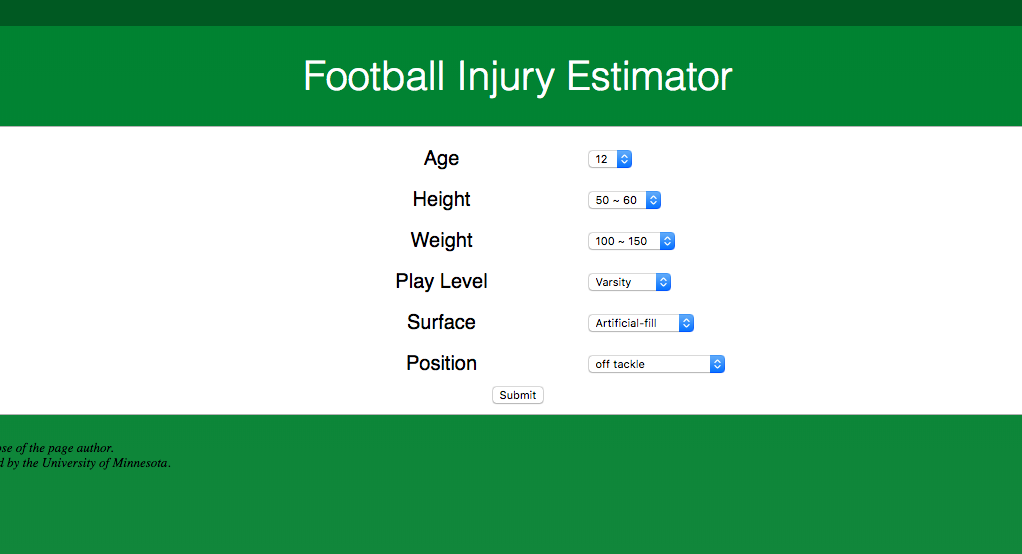 Football Injury Estimator
Age 12
Height 50 ~ 60
Weight 100 ~ 150
Play Level Varsity
Surface Artificial-fill
Position off tackle
Submit
of the page author.
by the University of Minnesota.